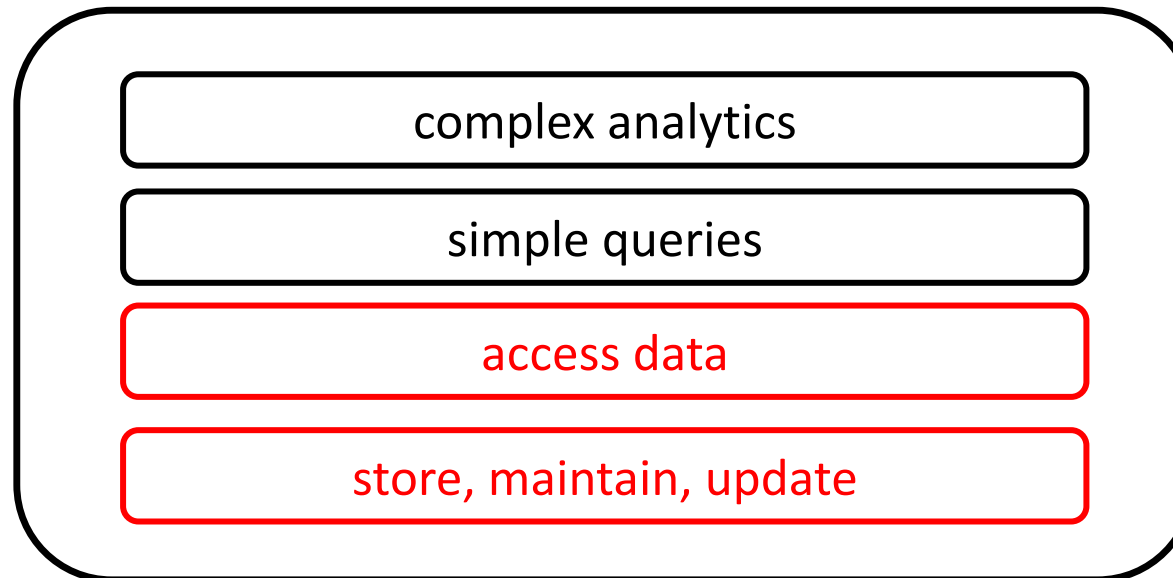 complex analytics
simple queries
access data
store, maintain, update